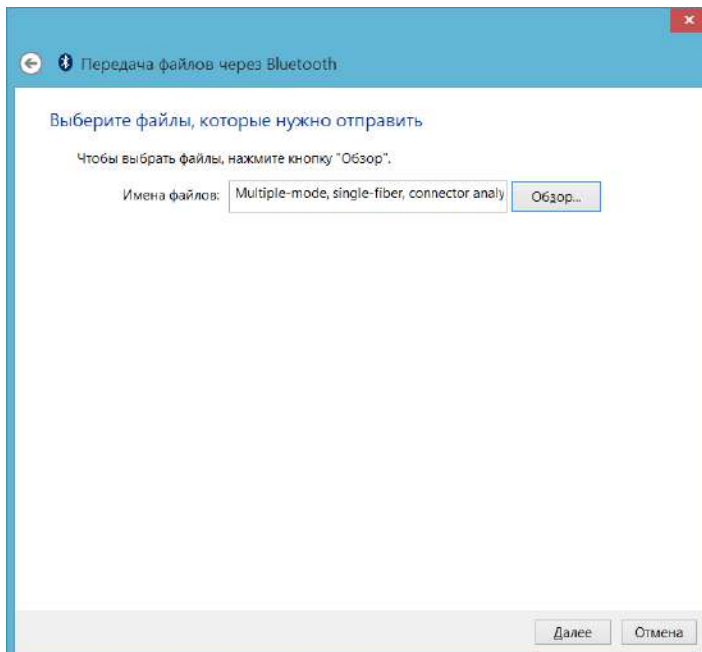 Передача файлов через Bluetooth
Выберите файлы, которые нужно отправить
Чтобы выбрать файлы, нажмите кнопку "Обзор".
Имена файлов: Multiple-mode, single-fiber, connector analy Обзор...
Далее Отмена